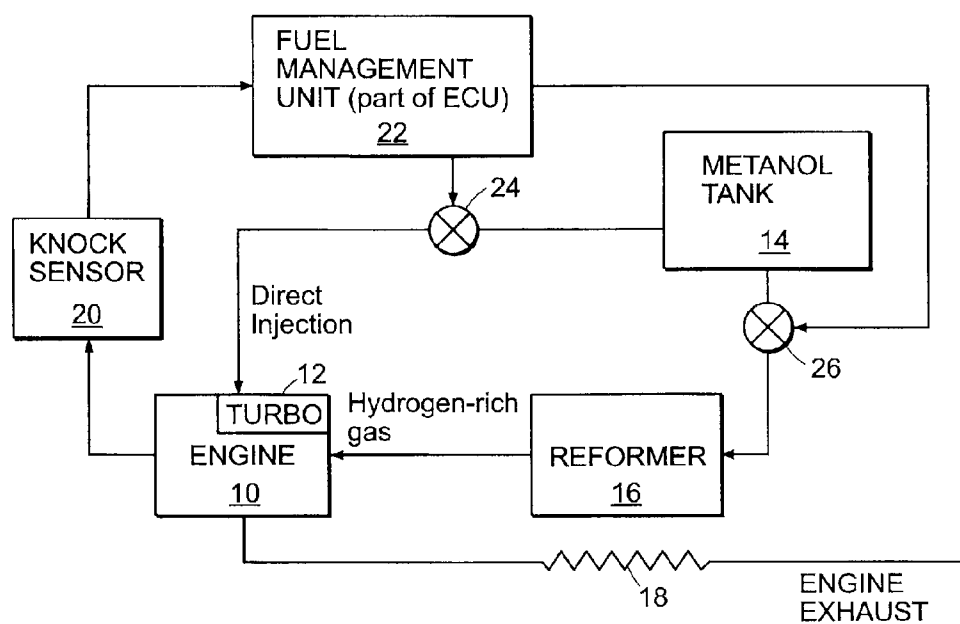 FUEL
MANAGEMENT
UNIT (part of ECU)
22
METANOL
TANK
14
24
KNOCK
SENSOR
20
Direct
Injection
26
12
TURBO
ENGINE
10
Hydrogen-rich
gas
REFORMER
16
18
ENGINE
EXHAUST